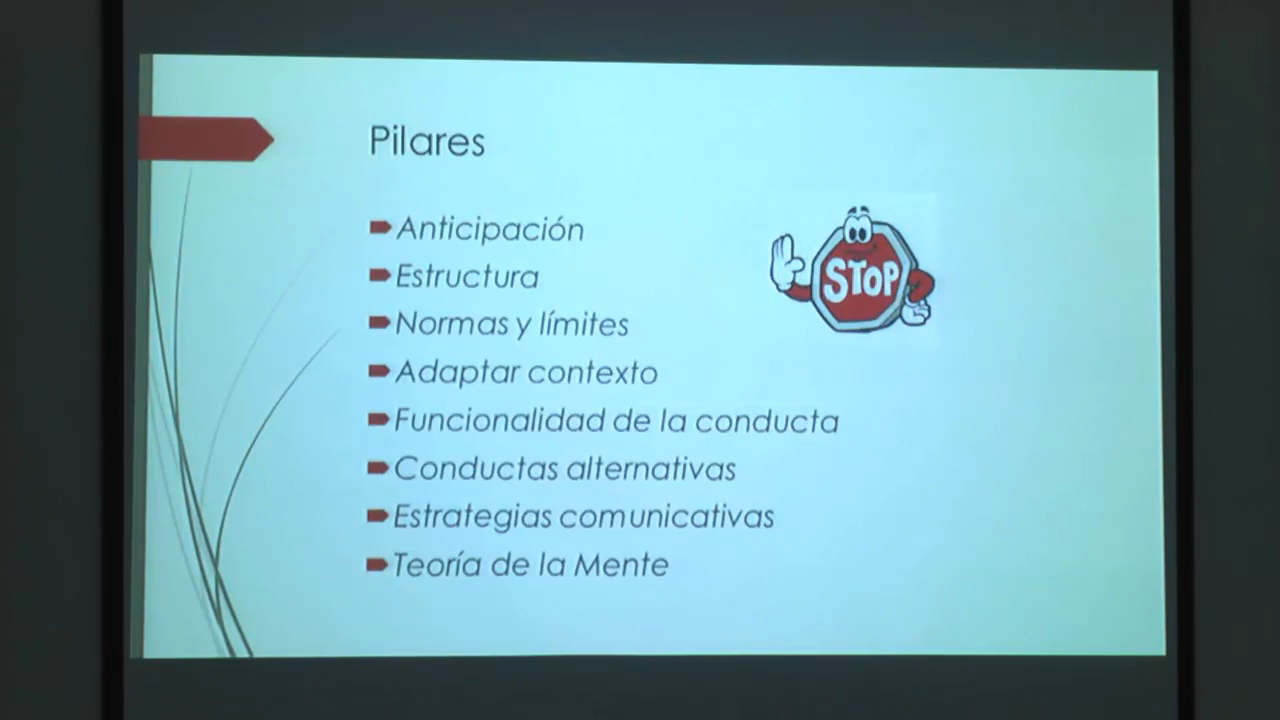 Pilares
Anticipación
Estructura
Normas y límites
Adaptar contexto
Funcionalidad de la conducta
Conductas alternativas
Estrategias comunicativas
Teoría de la Mente
STOP